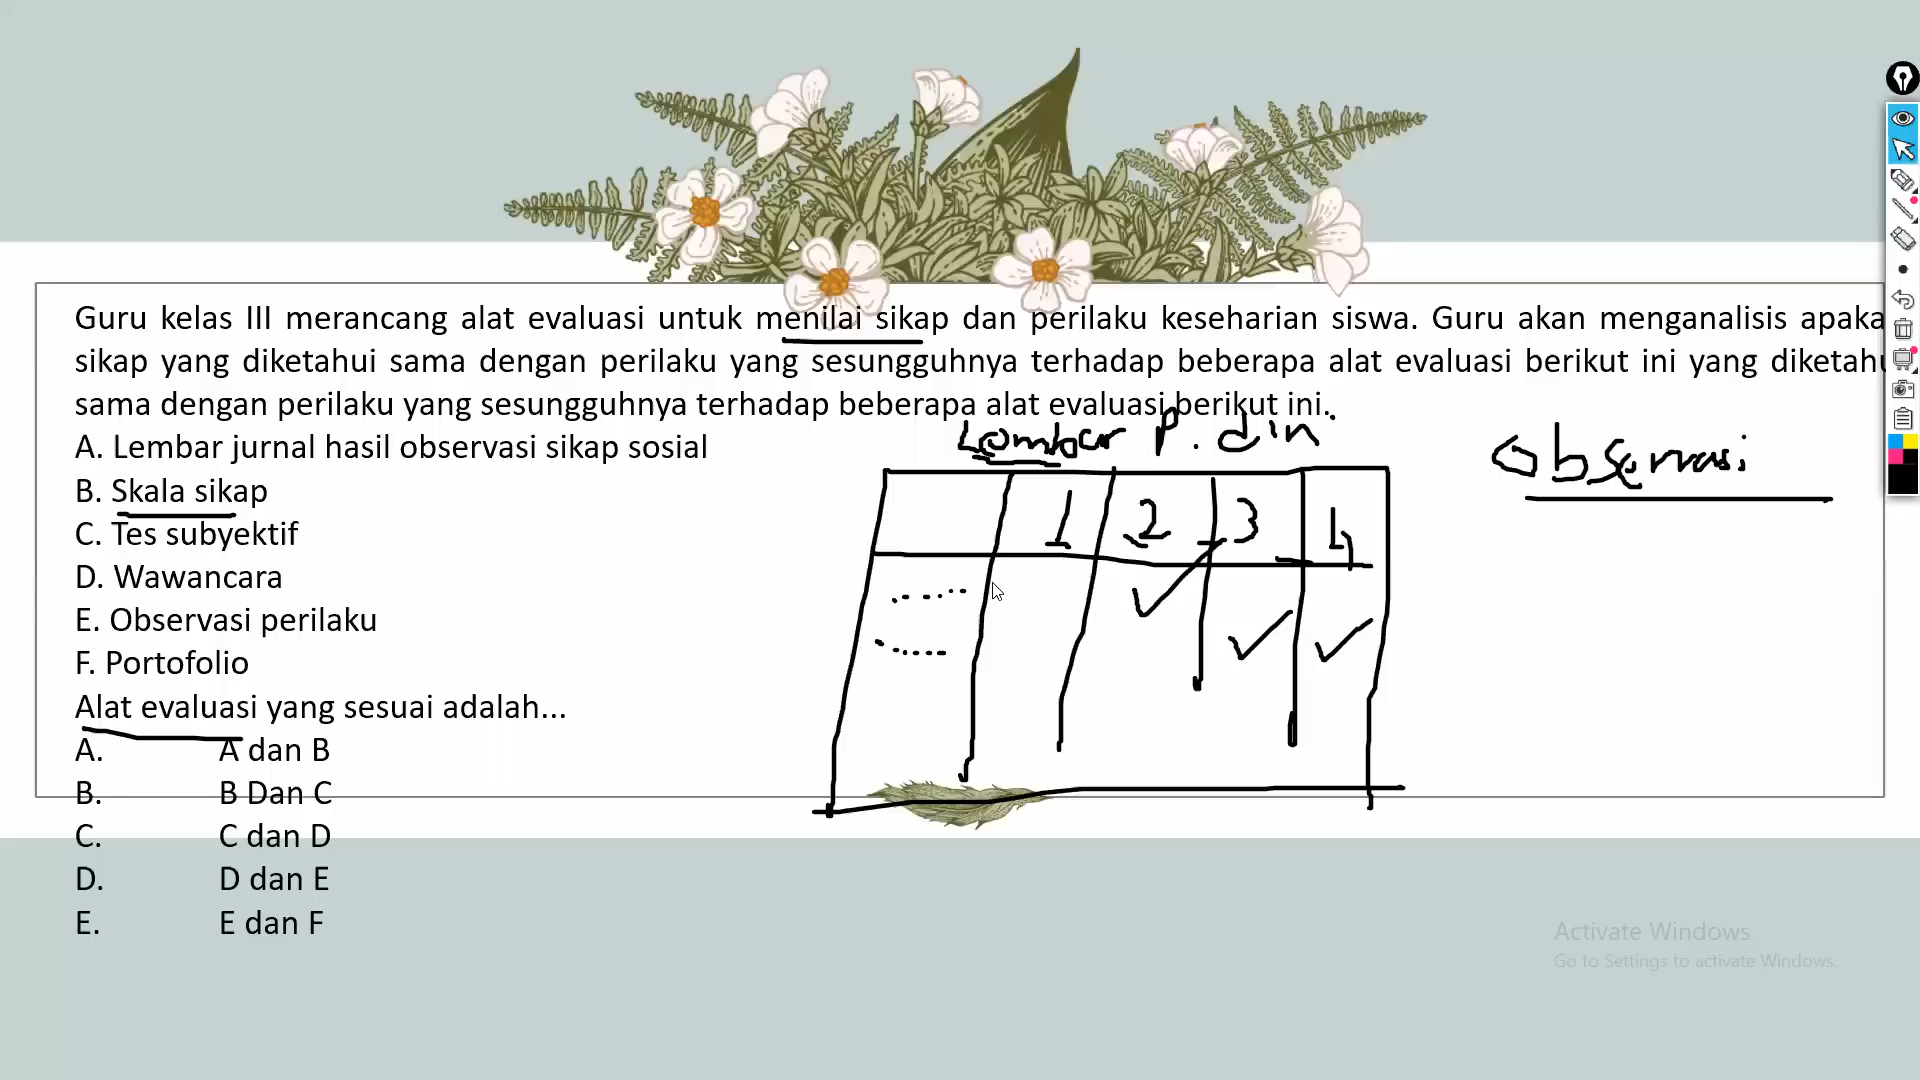 Guru kelas III merancang alat evaluasi untuk menilai sikap dan perilaku keseharian siswa. Guru akan menganalisis apaka
sikap yang diketahui sama dengan perilaku yang sesungguhnya terhadap beberapa alat evaluasi berikut ini yang diketahu
sama dengan perilaku yang sesungguhnya terhadap beberapa alat evaluasi berikut ini.
A. Lembar jurnal hasil observasi sikap sosial
B. Skala sikap
C. Tes subyektif
D. Wawancara
E. Observasi perilaku
F. Portofolio
Alat evaluasi yang sesuai adalah...
A. A dan B
B. B Dan C
C. C dan D
D. D dan E
E. E dan F
Lembar P. diri
1 2 3 4
Observasi
Activate Windows
Go to Settings to activate Windows.